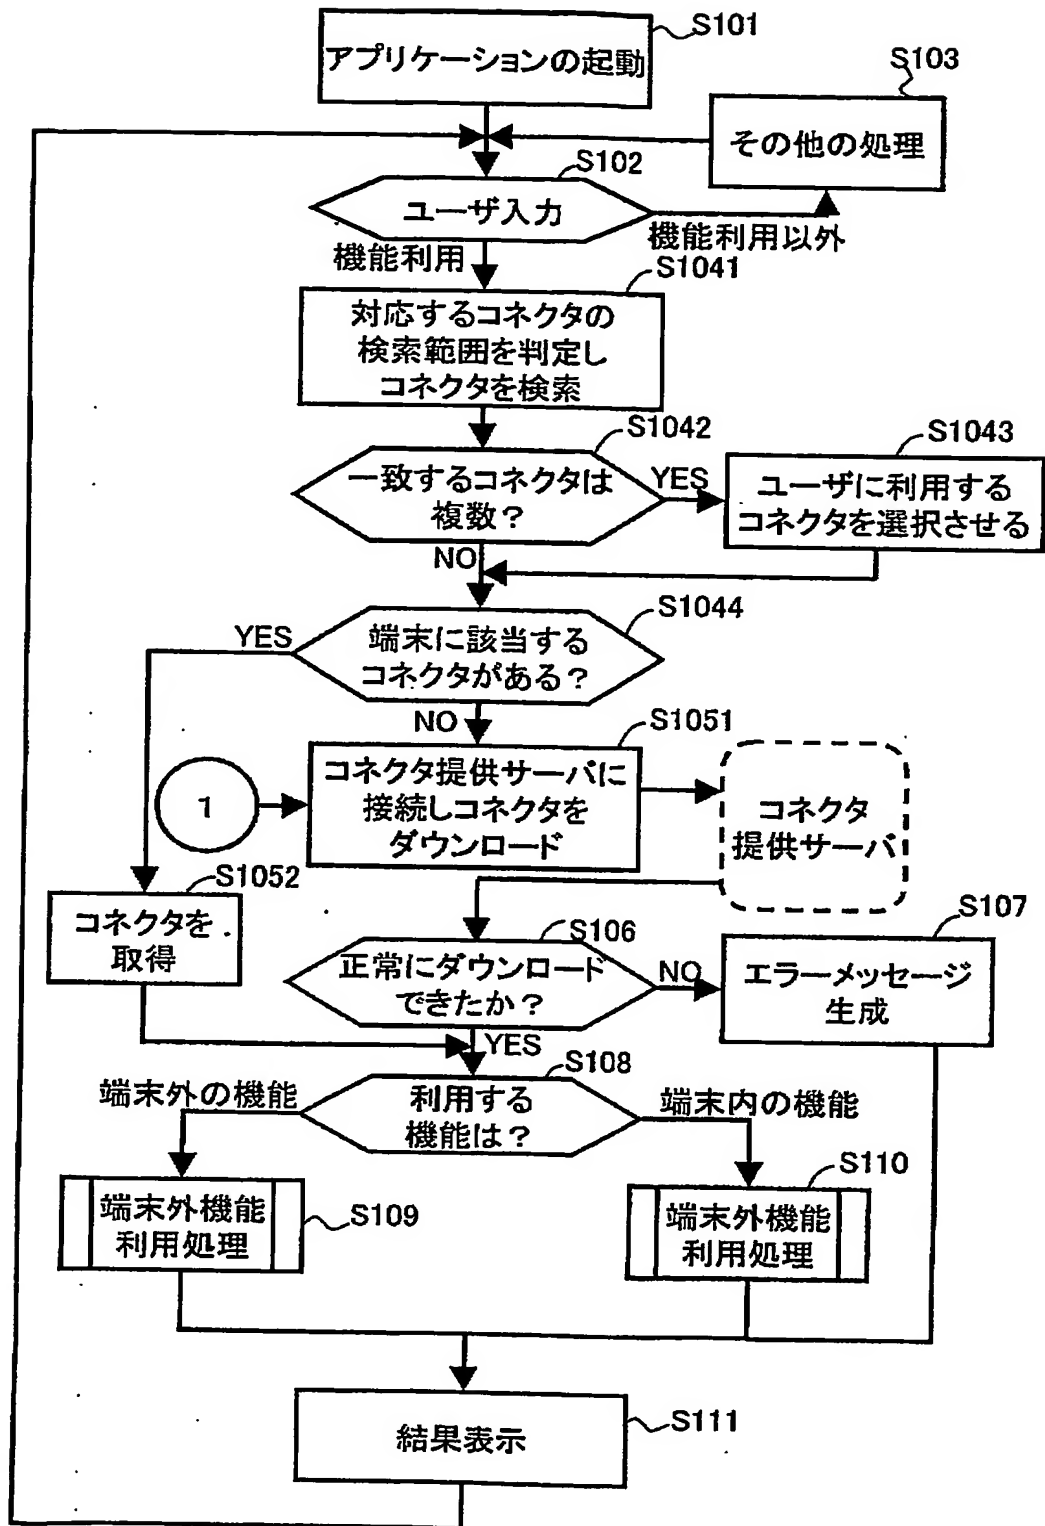 S101
アプリケーションの起動
S103
その他の処理
S102
ユーザ入力
機能利用以外
機能利用
S1041
対応するコネクタの
検索範囲を判定し
コネクタを検索
S1042
一致するコネクタは
複数?
YES
S1043
ユーザに利用する
コネクタを選択させる
NO
S1044
YES
端末に該当する
コネクタがある?
NO
S1051
コネクタ提供サーバに
接続しコネクタを
ダウンロード
コネクタ
提供サーバ
1
S1052
コネクタを
取得
S106
正常にダウンロード
できたか?
NO
S107
エラーメッセージ
生成
YES
S108
利用する
機能は?
端末外の機能
端末内の機能
端末外機能
利用処理
S109
S110
端末外機能
利用処理
S111
結果表示